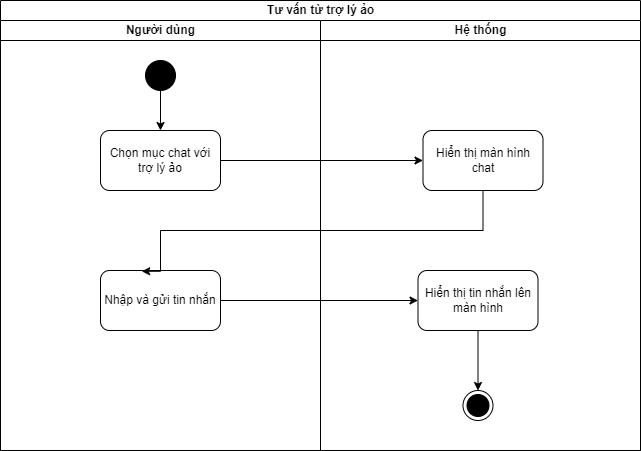 Tư vấn từ trợ lý ảo
Người dùng
Hệ thống
Chọn mục chat với
trợ lý ảo
Hiển thị màn hình
chat
Nhập và gửi tin nhắn
Hiển thị tin nhắn lên
màn hình